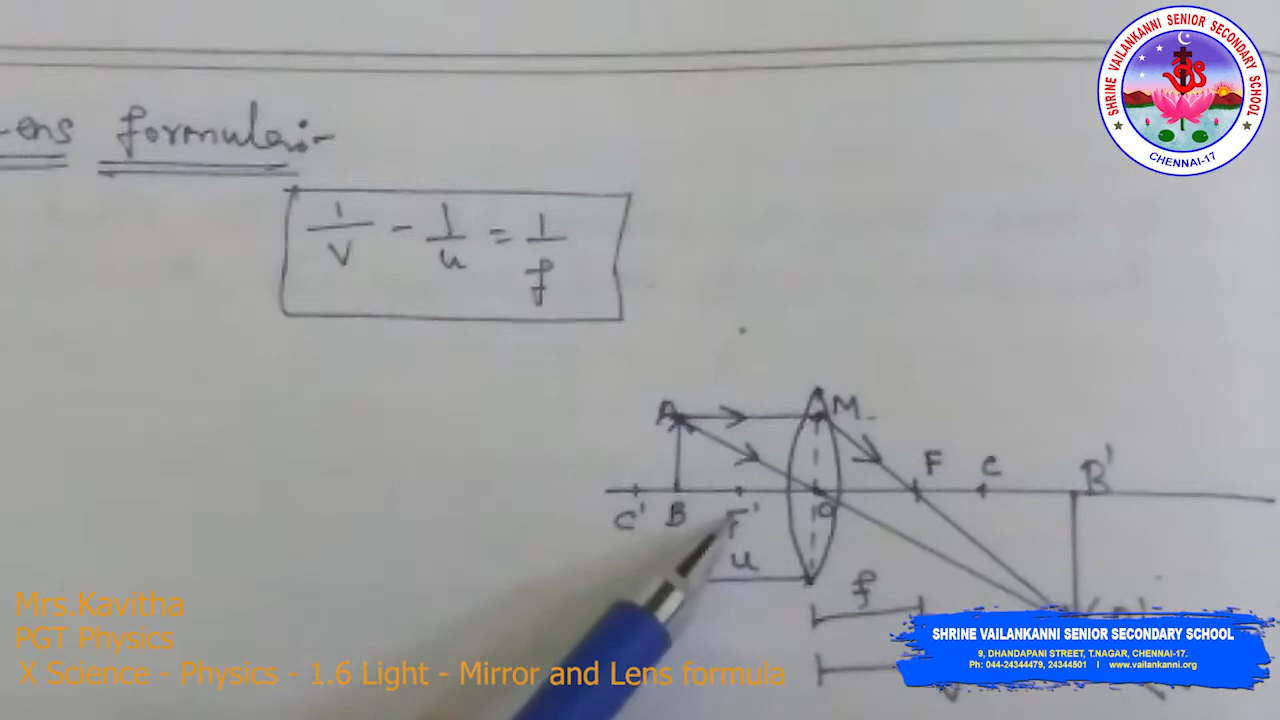 Lens formula:-
1/v - 1/u = 1/f
A M
F C B'
C' B F' O
u
f
Mrs.Kavitha
PGT Physics
X Science - Physics - 1.6 Light - Mirror and Lens formula
SHRINE VAILANKANNI SENIOR SECONDARY SCHOOL
CHENNAI-17
SHRINE VAILANKANNI SENIOR SECONDARY SCHOOL
9, DHANDAPANI STREET, T.NAGAR, CHENNAI-17.
Ph: 044-24344479, 24344501 I www.vailankanni.org